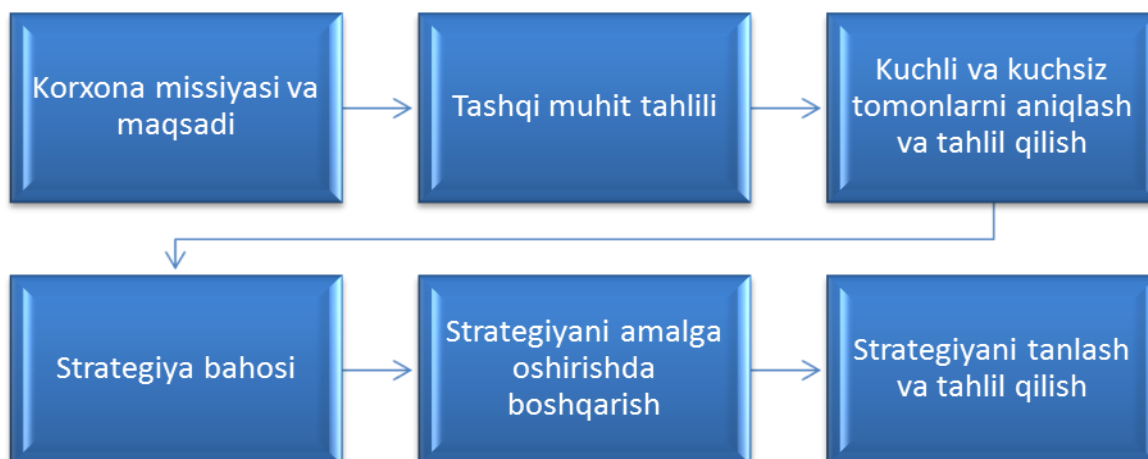 Korxona missiyasi va
maqsadi
Tashqi muhit tahlili
Kuchli va kuchsiz
tomonlarni aniqlash
va tahlil qilish
Strategiya bahosi
Strategiyani amalga
oshirishda
boshqarish
Strategiyani tanlash
va tahlil qilish